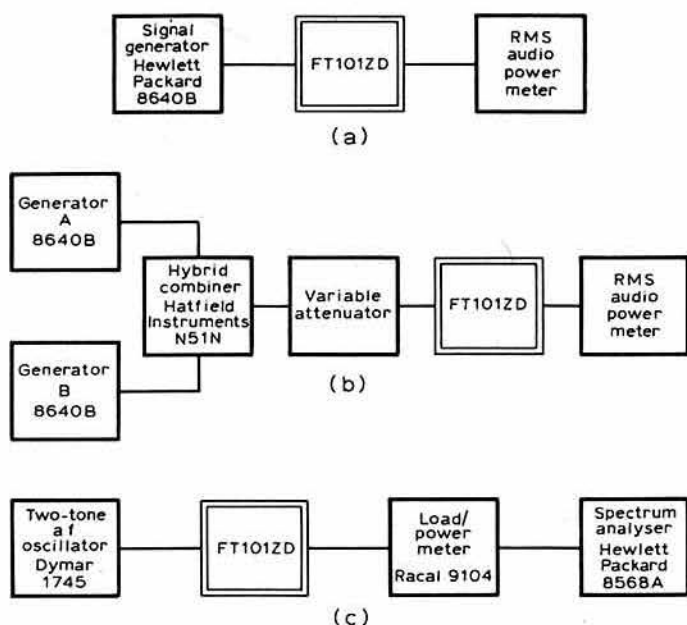 Signal
generator
Hewlett
Packard
8640B
FT101ZD
RMS
audio
power
meter
(a)
Generator
A
8640B
Generator
B
8640B
Hybrid
combiner
Hatfield
Instruments
N51N
Variable
attenuator
FT101ZD
RMS
audio
power
meter
(b)
Two-tone
a f
oscillator
Dymar
1745
FT101ZD
Load/
power
meter
Racal 9104
Spectrum
analyser
Hewlett
Packard
8568A
(c)